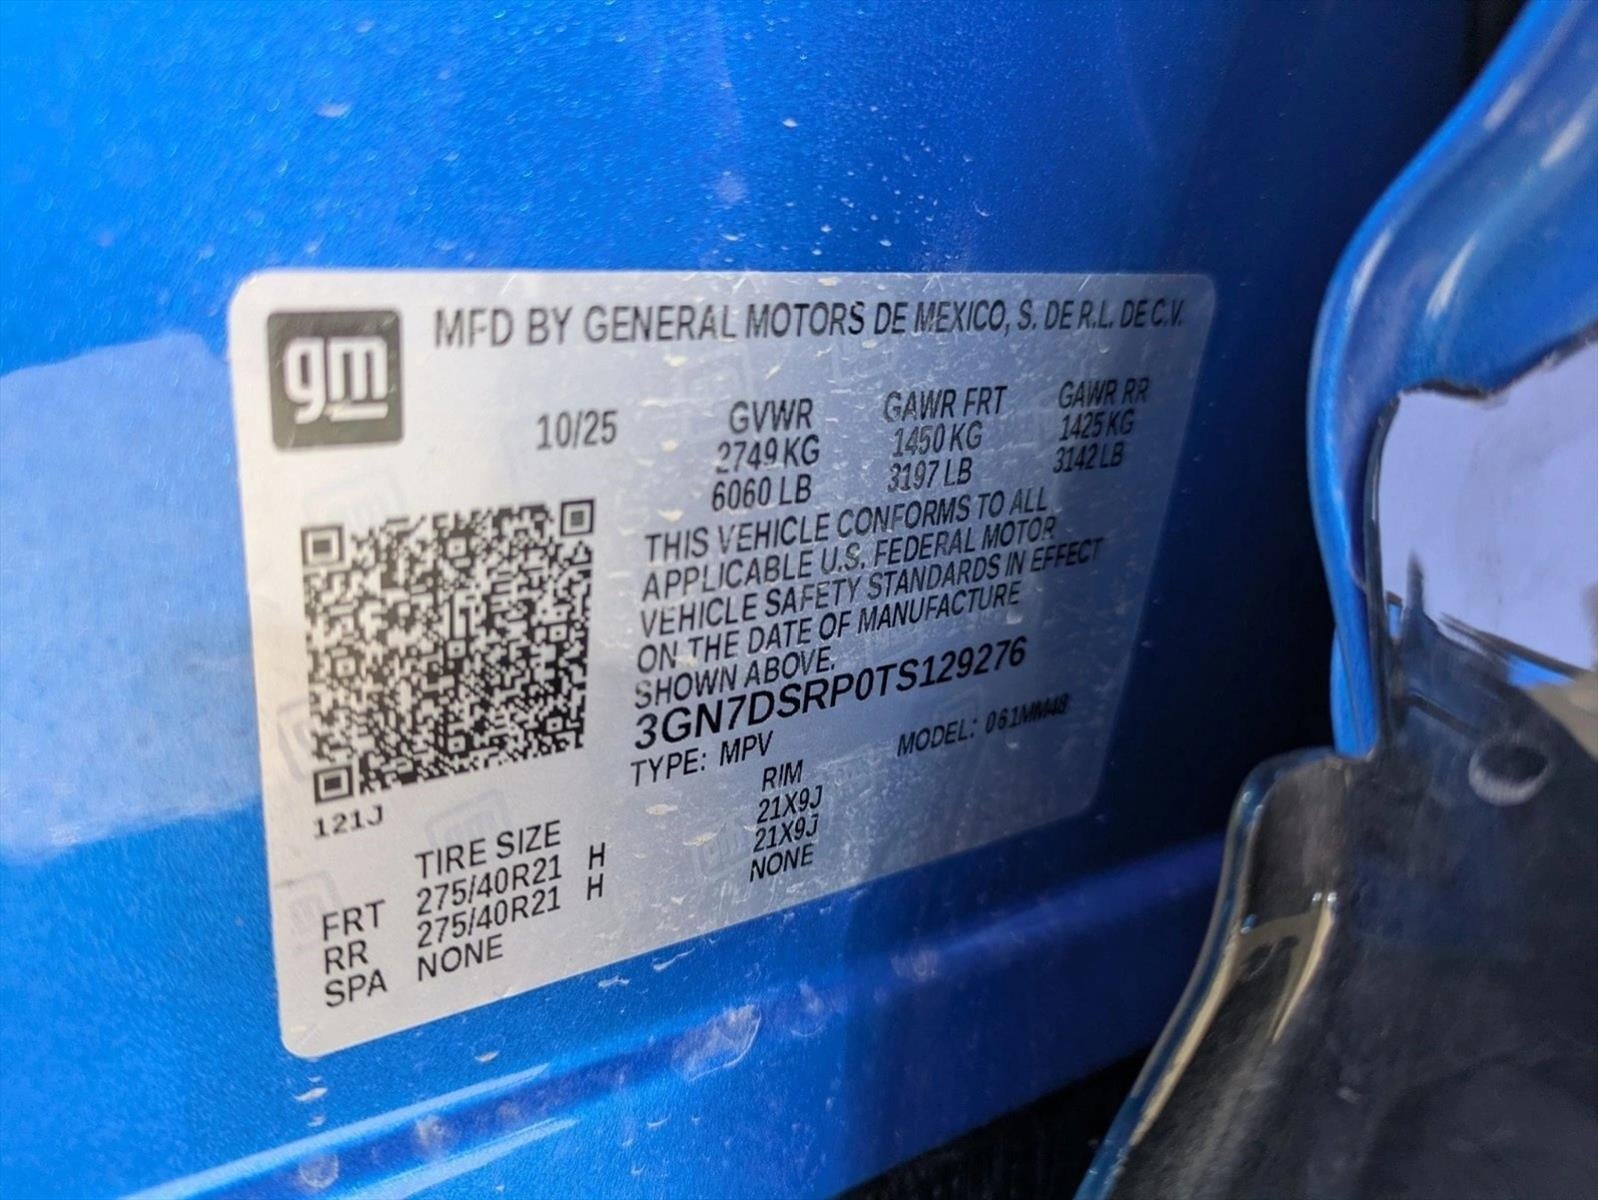 gm
MFD BY GENERAL MOTORS DE MEXICO, S. DE R.L. DE C.V.
10/25 GVWR GAWR FRT GAWR RR
2749 KG 1450 KG 1425 KG
6060 LB 3197 LB 3142 LB
THIS VEHICLE CONFORMS TO ALL
APPLICABLE U.S. FEDERAL MOTOR
VEHICLE SAFETY STANDARDS IN EFFECT
ON THE DATE OF MANUFACTURE
SHOWN ABOVE.
3GN7DSRP0TS129276
TYPE: MPV MODEL: 061MM48
121J
TIRE SIZE RIM
FRT 275/40R21 H 21X9J
RR 275/40R21 H 21X9J
SPA NONE NONE